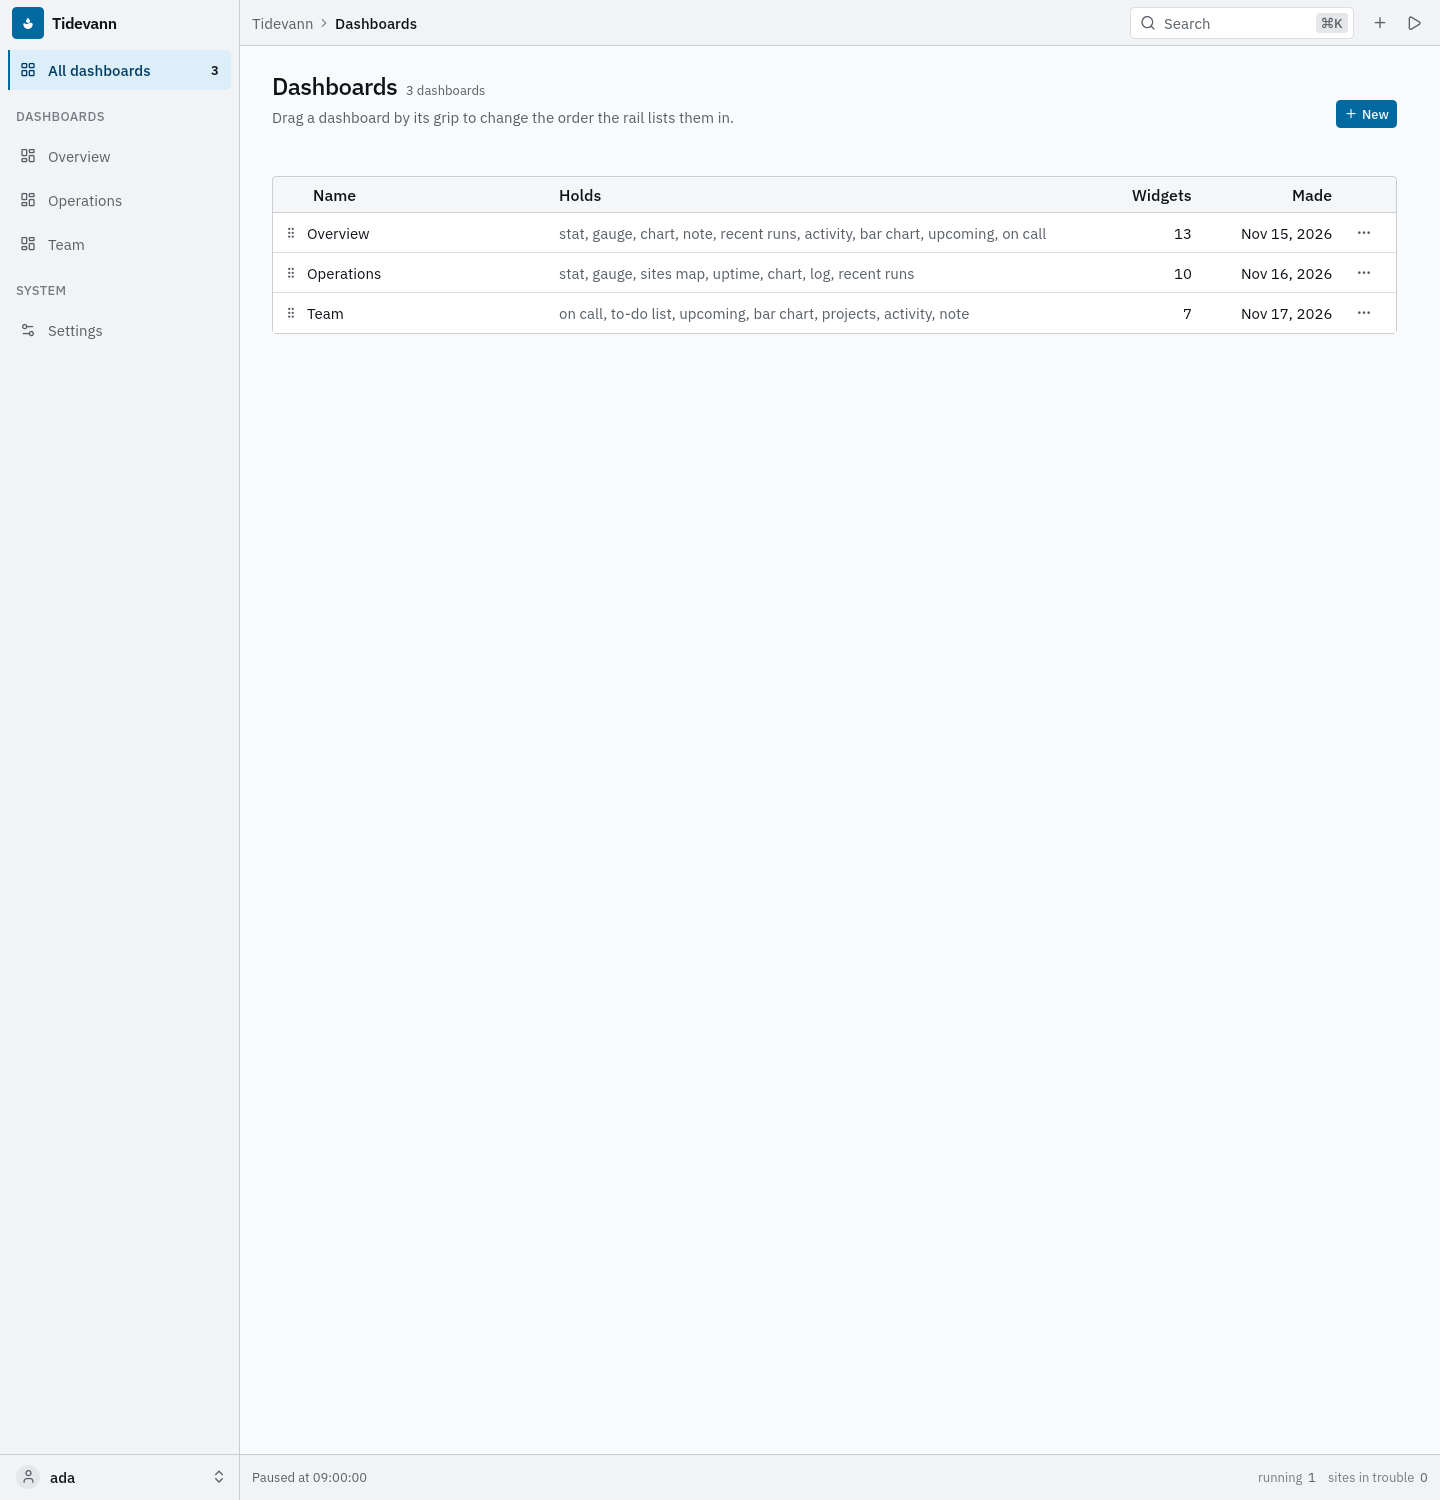 Tidevann
All dashboards 3
DASHBOARDS
Overview
Operations
Team
SYSTEM
Settings
ada
Tidevann > Dashboards
Search ⌘K
Dashboards 3 dashboards
Drag a dashboard by its grip to change the order the rail lists them in.
New
Name Holds Widgets Made
Overview stat, gauge, chart, note, recent runs, activity, bar chart, upcoming, on call 13 Nov 15, 2026
Operations stat, gauge, sites map, uptime, chart, log, recent runs 10 Nov 16, 2026
Team on call, to-do list, upcoming, bar chart, projects, activity, note 7 Nov 17, 2026
Paused at 09:00:00
running 1 sites in trouble 0